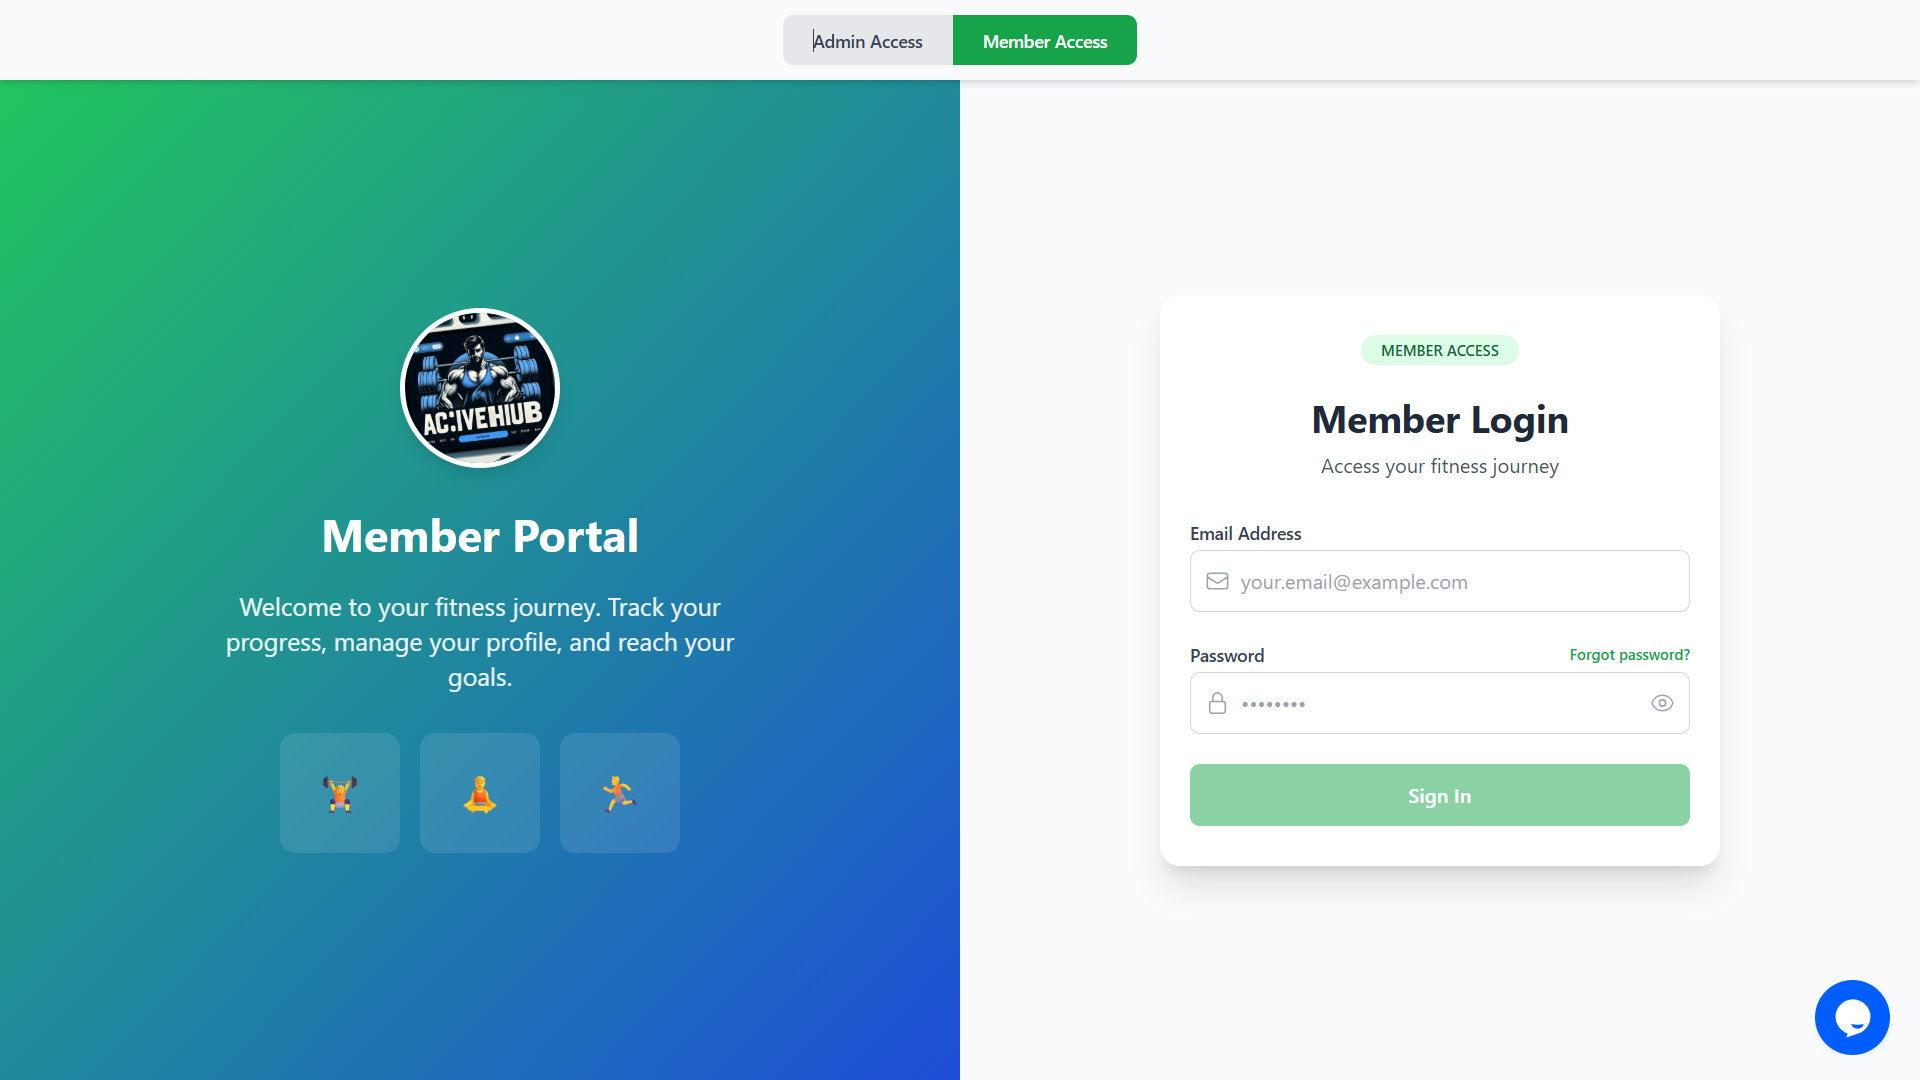 Admin Access
Member Access
AC:IVEHIUB
Member Portal
Welcome to your fitness journey. Track your
progress, manage your profile, and reach your
goals.
MEMBER ACCESS
Member Login
Access your fitness journey
Email Address
your.email@example.com
Password
Forgot password?
••••••••
Sign In